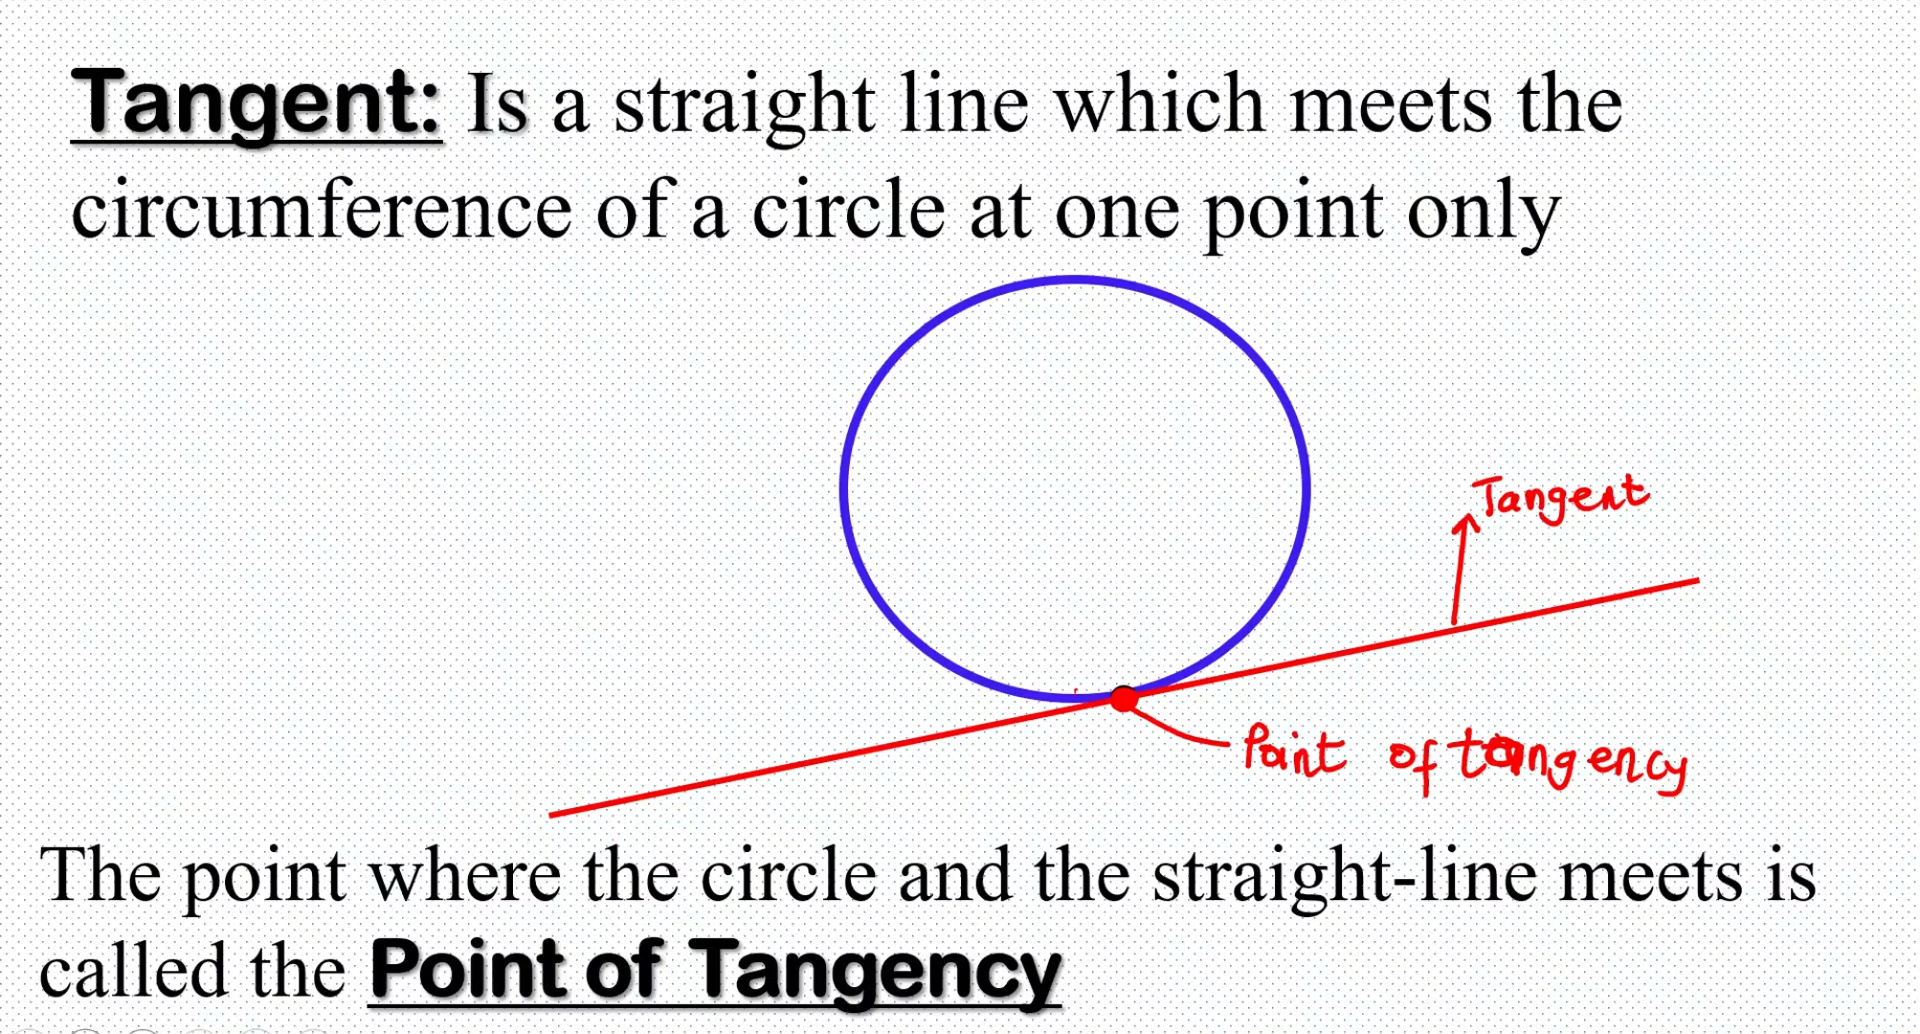 Tangent: Is a straight line which meets the
circumference of a circle at one point only
Tangent
Point of tangency
The point where the circle and the straight-line meets is
called the Point of Tangency